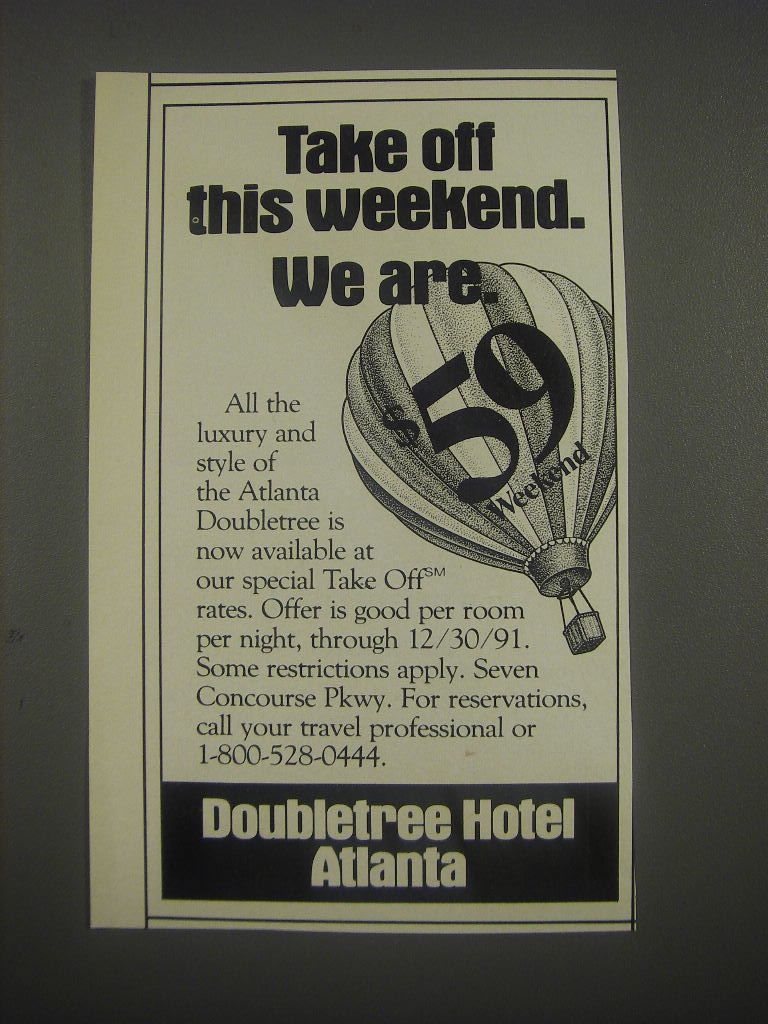 Take off
this weekend.
We are.
$59
Weekend
All the
luxury and
style of
the Atlanta
Doubletree is
now available at
our special Take Off℠
rates. Offer is good per room
per night, through 12/30/91.
Some restrictions apply. Seven
Concourse Pkwy. For reservations,
call your travel professional or
1-800-528-0444.
Doubletree Hotel
Atlanta